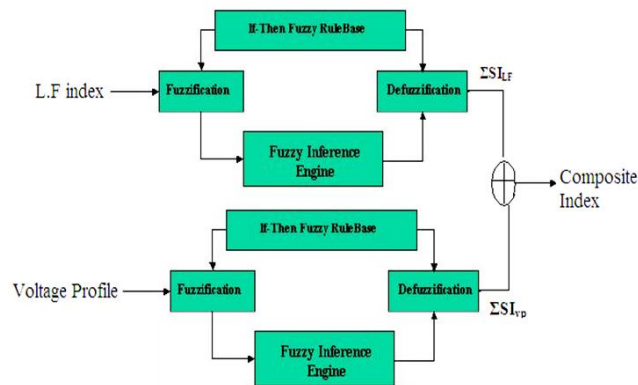 If-Then Fuzzy RuleBase
ΣSI_LF
L.F index
Fuzzification
Defuzzification
Fuzzy Inference
Engine
Composite
Index
If-Then Fuzzy RuleBase
Voltage Profile
Fuzzification
Defuzzification
ΣSI_VP
Fuzzy Inference
Engine